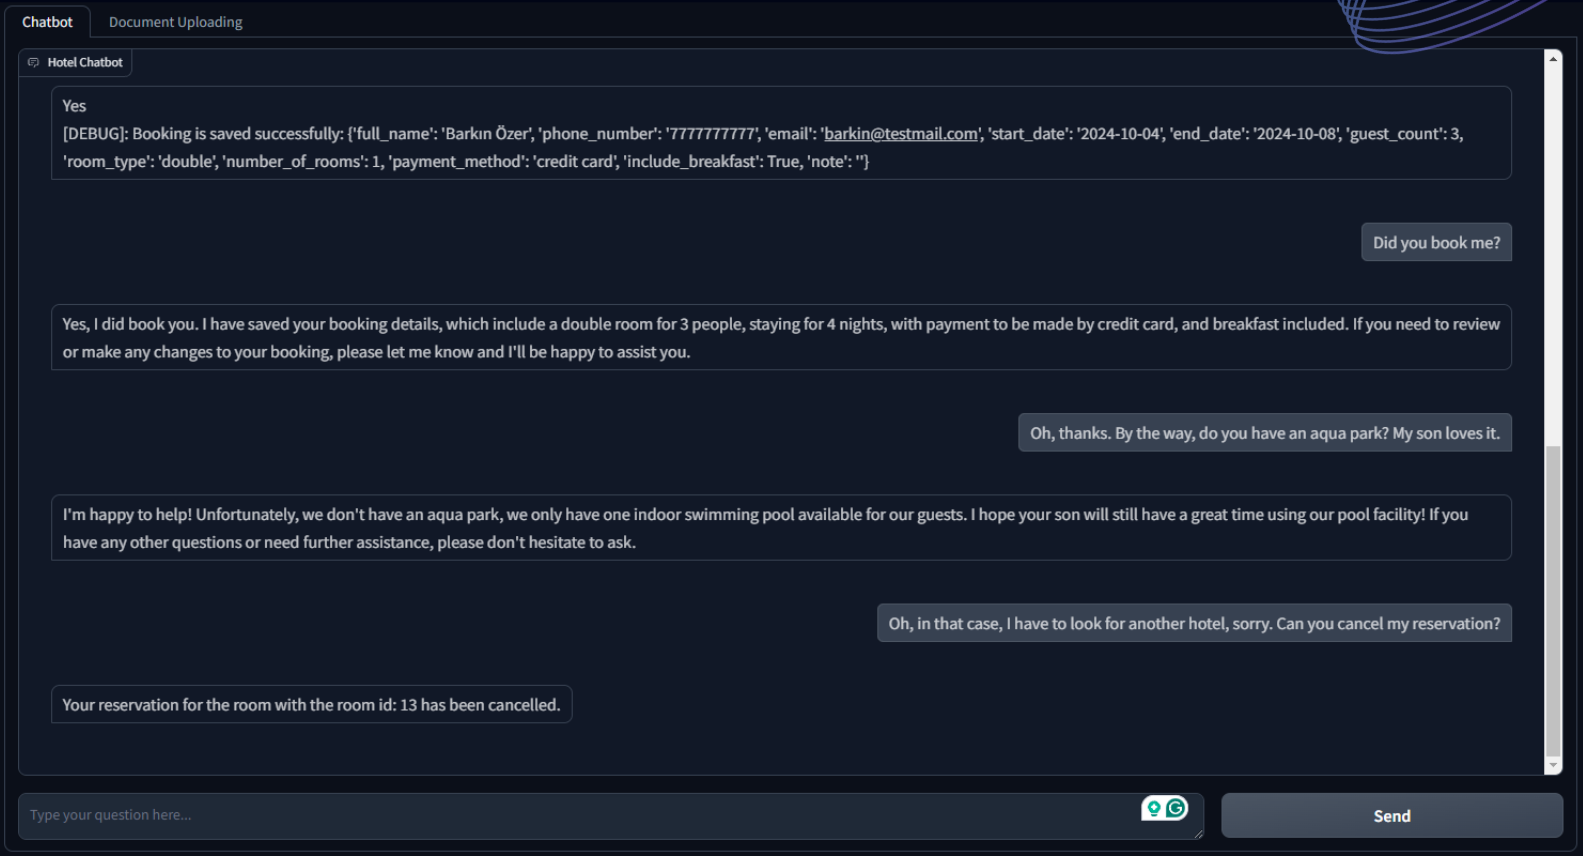 Chatbot
Document Uploading
Hotel Chatbot
Yes
[DEBUG]: Booking is saved successfully: {'full_name': 'Barkın Özer', 'phone_number': '7777777777', 'email': 'barkin@testmail.com', 'start_date': '2024-10-04', 'end_date': '2024-10-08', 'guest_count': 3,
'room_type': 'double', 'number_of_rooms': 1, 'payment_method': 'credit card', 'include_breakfast': True, 'note': ''}
Did you book me?
Yes, I did book you. I have saved your booking details, which include a double room for 3 people, staying for 4 nights, with payment to be made by credit card, and breakfast included. If you need to review
or make any changes to your booking, please let me know and I'll be happy to assist you.
Oh, thanks. By the way, do you have an aqua park? My son loves it.
I'm happy to help! Unfortunately, we don't have an aqua park, we only have one indoor swimming pool available for our guests. I hope your son will still have a great time using our pool facility! If you
have any other questions or need further assistance, please don't hesitate to ask.
Oh, in that case, I have to look for another hotel, sorry. Can you cancel my reservation?
Your reservation for the room with the room id: 13 has been cancelled.
Type your question here...
Send